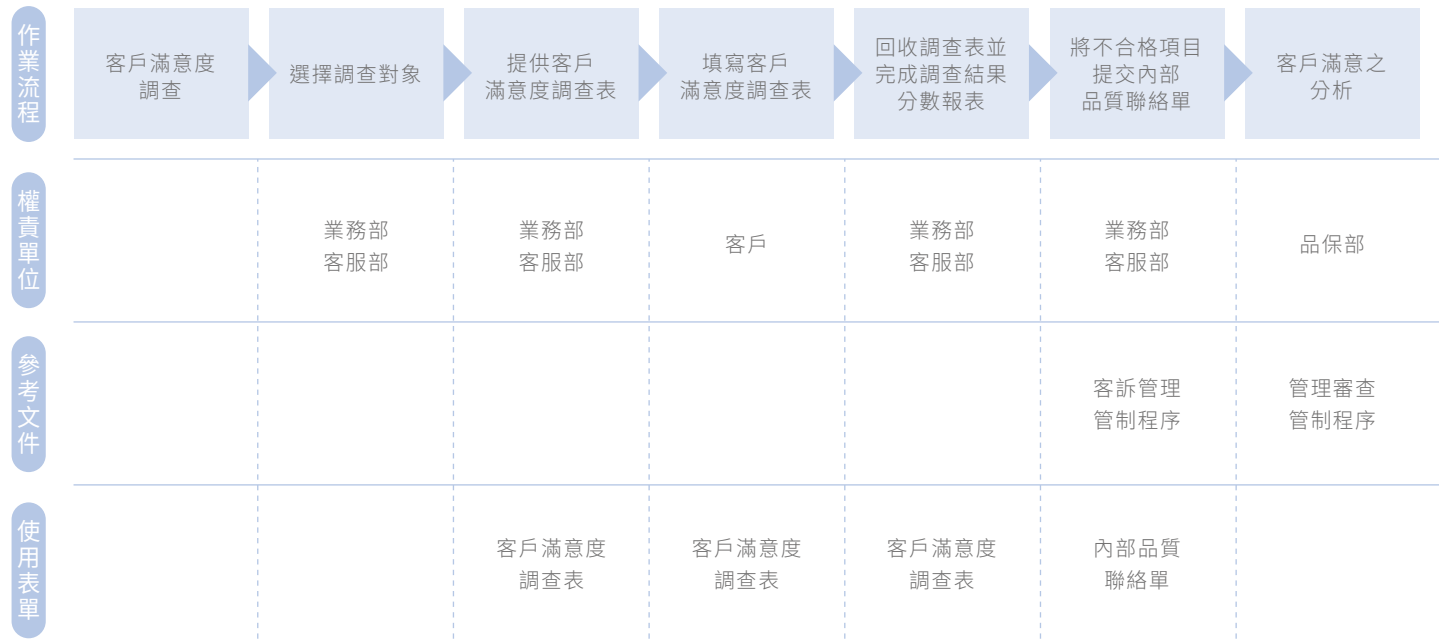 作業流程
客戶滿意度
調查
選擇調查對象
提供客戶
滿意度調查表
填寫客戶
滿意度調查表
回收調查表並
完成調查結果
分數報表
將不合格項目
提交內部
品質聯絡單
客戶滿意之
分析
權責單位
業務部
客服部
業務部
客服部
客戶
業務部
客服部
業務部
客服部
品保部
參考文件
客訴管理
管制程序
管理審查
管制程序
使用表單
客戶滿意度
調查表
客戶滿意度
調查表
客戶滿意度
調查表
內部品質
聯絡單